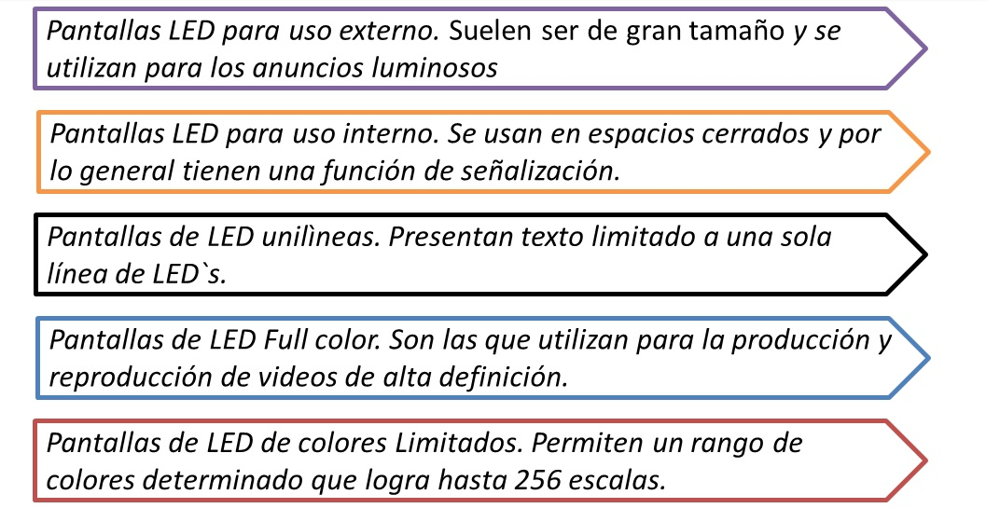 Pantallas LED para uso externo. Suelen ser de gran tamaño y se
utilizan para los anuncios luminosos
Pantallas LED para uso interno. Se usan en espacios cerrados y por
lo general tienen una función de señalización.
Pantallas de LED unilìneas. Presentan texto limitado a una sola
línea de LED`s.
Pantallas de LED Full color. Son las que utilizan para la producción y
reproducción de videos de alta definición.
Pantallas de LED de colores Limitados. Permiten un rango de
colores determinado que logra hasta 256 escalas.